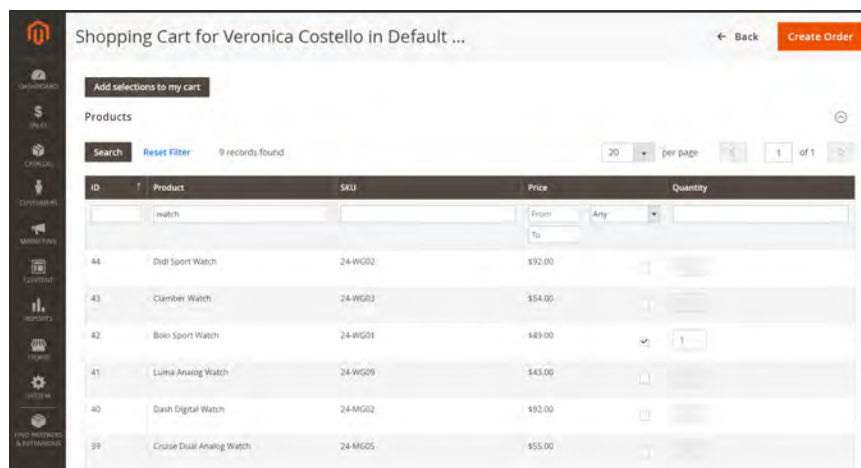 Shopping Cart for Veronica Costello in Default ...
← Back
Create Order
DASHBOARD
SALES
CATALOG
CUSTOMERS
MARKETING
CONTENT
REPORTS
STORES
SYSTEM
FIND PARTNERS
& EXTENSIONS
Add selections to my cart
Products
Search Reset Filter 9 records found 20 per page 1 of 1
ID ↑ Product SKU Price Quantity
watch From Any
To
44 Didi Sport Watch 24-WG02 $92.00
43 Clamber Watch 24-WG03 $54.00
42 Bolo Sport Watch 24-WG01 $49.00 1
41 Luma Analog Watch 24-WG09 $43.00
40 Dash Digital Watch 24-MG02 $92.00
39 Cruise Dual Analog Watch 24-MG05 $55.00